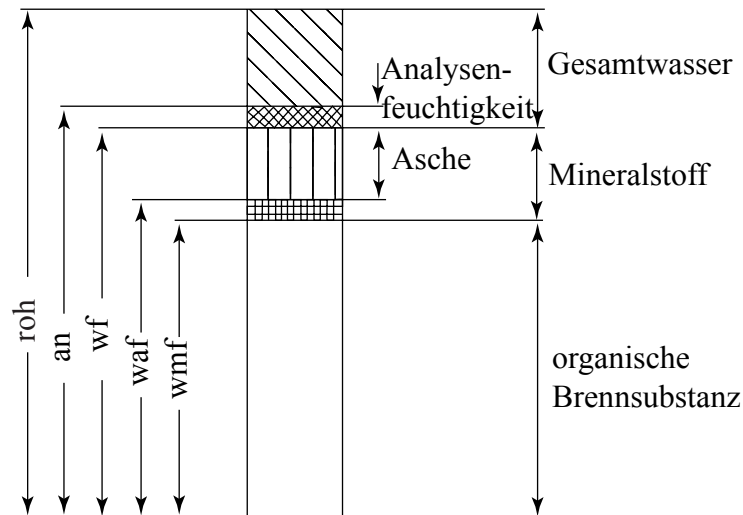 Analysen-
feuchtigkeit
Gesamtwasser
Asche
Mineralstoff
roh
an
wf
waf
wmf
organische
Brennsubstanz